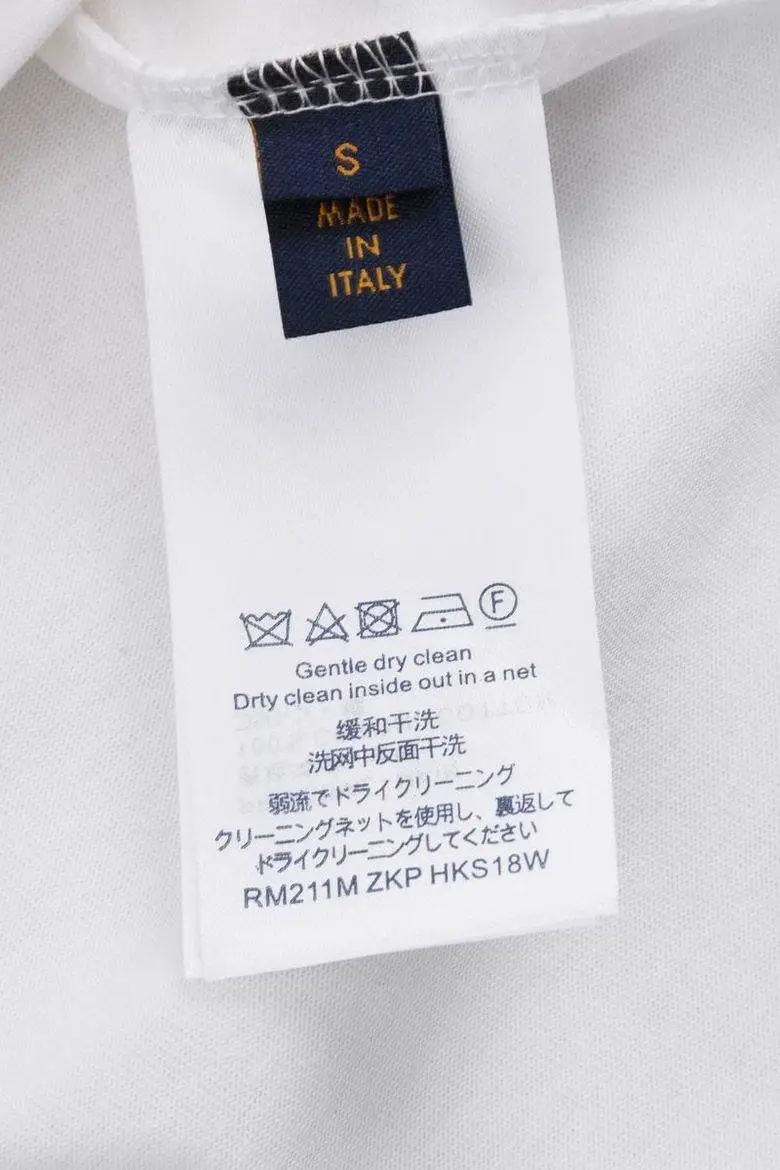 S
MADE
IN
ITALY
F
Gentle dry clean
Drty clean inside out in a net
缓和干洗
洗网中反面干洗
弱流でドライクリーニング
クリーニングネットを使用し、裏返して
ドライクリーニングしてください
RM211M ZKP HKS18W